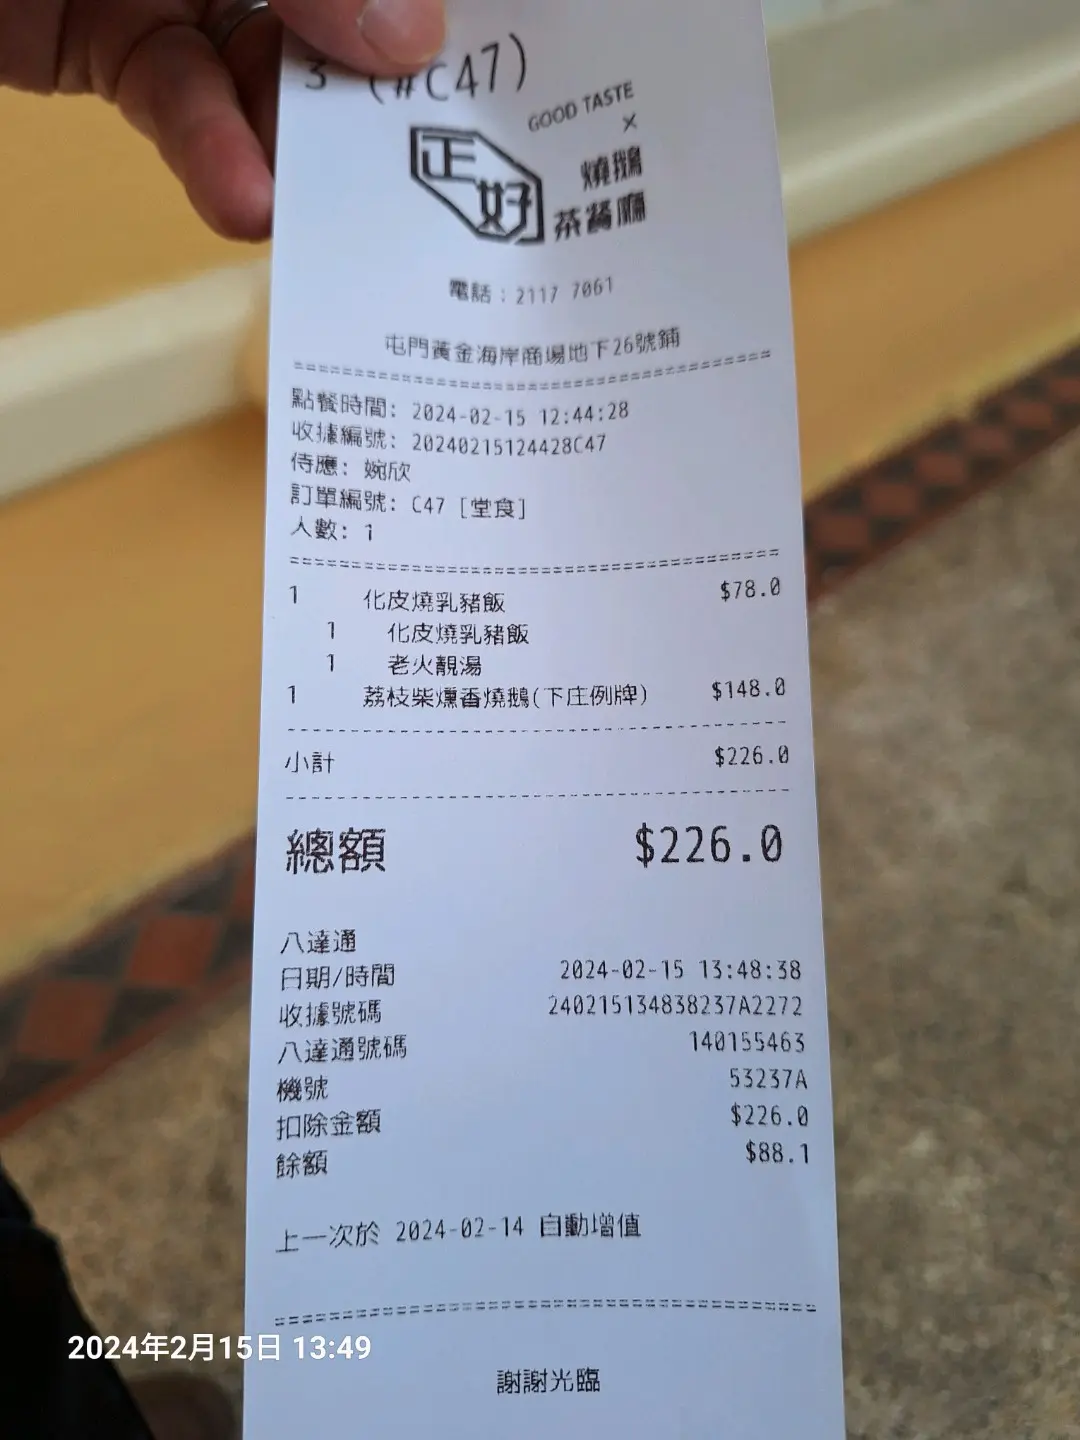 3 (#C47)
GOOD TASTE
×
正好
燒鵝
茶餐廳
電話：2117 7061
屯門黃金海岸商場地下26號鋪
點餐時間: 2024-02-15 12:44:28
收據編號: 20240215124428C47
侍應: 婉欣
訂單編號: C47 [堂食]
人數: 1
1 化皮燒乳豬飯 $78.0
1 化皮燒乳豬飯
1 老火靚湯
1 荔枝柴燻香燒鵝(下庄例牌) $148.0
小計 $226.0
總額 $226.0
八達通
日期/時間 2024-02-15 13:48:38
收據號碼 240215134838237A2272
八達通號碼 140155463
機號 53237A
扣除金額 $226.0
餘額 $88.1
上一次於 2024-02-14 自動增值
2024年2月15日 13:49
謝謝光臨